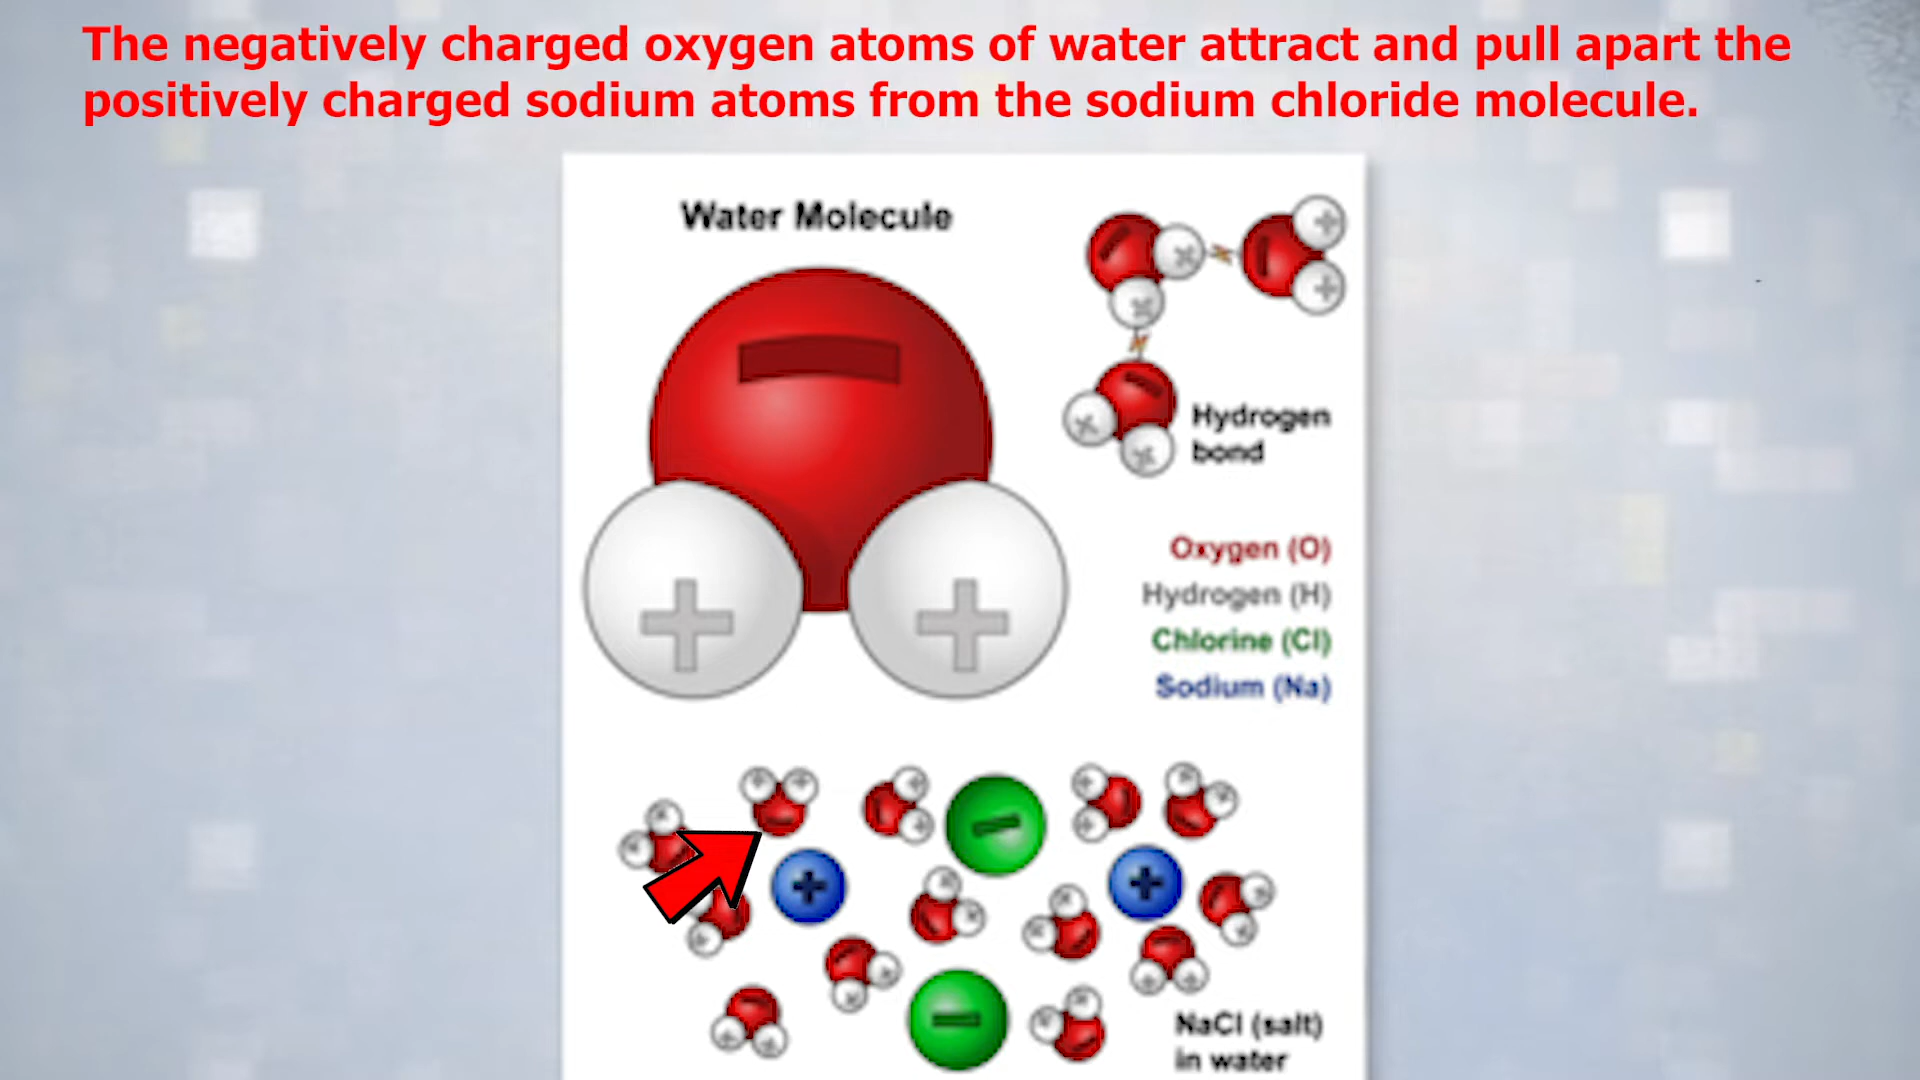 The negatively charged oxygen atoms of water attract and pull apart the
positively charged sodium atoms from the sodium chloride molecule.
Water Molecule
Hydrogen
bond
Oxygen (O)
Hydrogen (H)
Chlorine (Cl)
Sodium (Na)
NaCl (salt)
in water